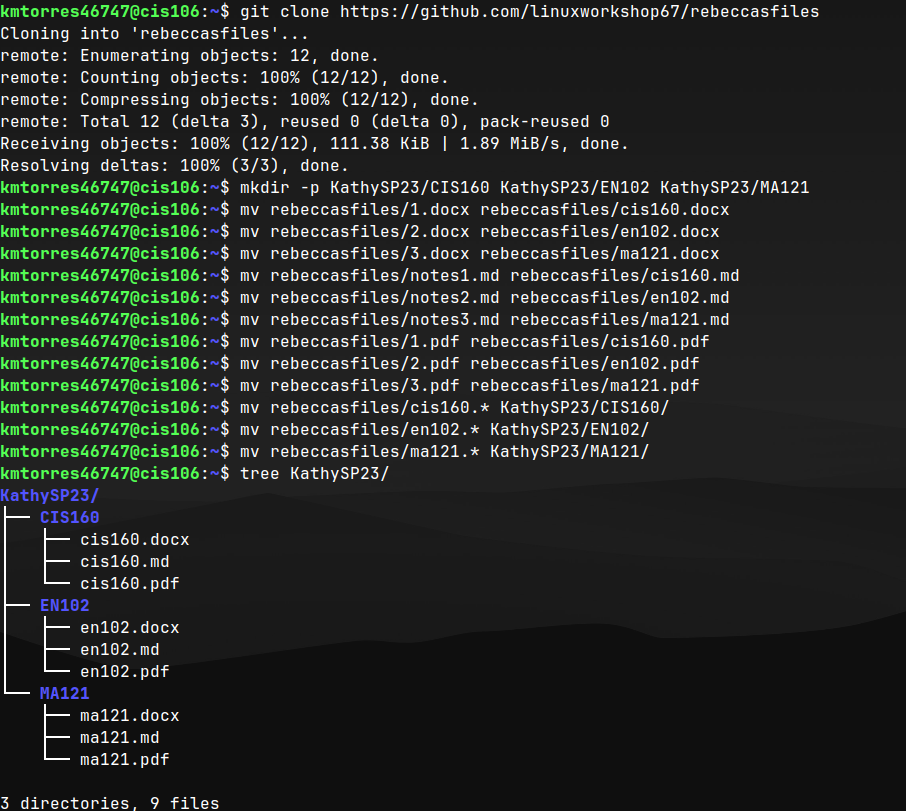 kmtorres46747@cis106:~$ git clone https://github.com/linuxworkshop67/rebeccasfiles
Cloning into 'rebeccasfiles'...
remote: Enumerating objects: 12, done.
remote: Counting objects: 100% (12/12), done.
remote: Compressing objects: 100% (12/12), done.
remote: Total 12 (delta 3), reused 0 (delta 0), pack-reused 0
Receiving objects: 100% (12/12), 111.38 KiB | 1.89 MiB/s, done.
Resolving deltas: 100% (3/3), done.
kmtorres46747@cis106:~$ mkdir -p KathySP23/CIS160 KathySP23/EN102 KathySP23/MA121
kmtorres46747@cis106:~$ mv rebeccasfiles/1.docx rebeccasfiles/cis160.docx
kmtorres46747@cis106:~$ mv rebeccasfiles/2.docx rebeccasfiles/en102.docx
kmtorres46747@cis106:~$ mv rebeccasfiles/3.docx rebeccasfiles/ma121.docx
kmtorres46747@cis106:~$ mv rebeccasfiles/notes1.md rebeccasfiles/cis160.md
kmtorres46747@cis106:~$ mv rebeccasfiles/notes2.md rebeccasfiles/en102.md
kmtorres46747@cis106:~$ mv rebeccasfiles/notes3.md rebeccasfiles/ma121.md
kmtorres46747@cis106:~$ mv rebeccasfiles/1.pdf rebeccasfiles/cis160.pdf
kmtorres46747@cis106:~$ mv rebeccasfiles/2.pdf rebeccasfiles/en102.pdf
kmtorres46747@cis106:~$ mv rebeccasfiles/3.pdf rebeccasfiles/ma121.pdf
kmtorres46747@cis106:~$ mv rebeccasfiles/cis160.* KathySP23/CIS160/
kmtorres46747@cis106:~$ mv rebeccasfiles/en102.* KathySP23/EN102/
kmtorres46747@cis106:~$ mv rebeccasfiles/ma121.* KathySP23/MA121/
kmtorres46747@cis106:~$ tree KathySP23/
KathySP23/
├── CIS160
│   ├── cis160.docx
│   ├── cis160.md
│   └── cis160.pdf
├── EN102
│   ├── en102.docx
│   ├── en102.md
│   └── en102.pdf
└── MA121
    ├── ma121.docx
    ├── ma121.md
    └── ma121.pdf
3 directories, 9 files